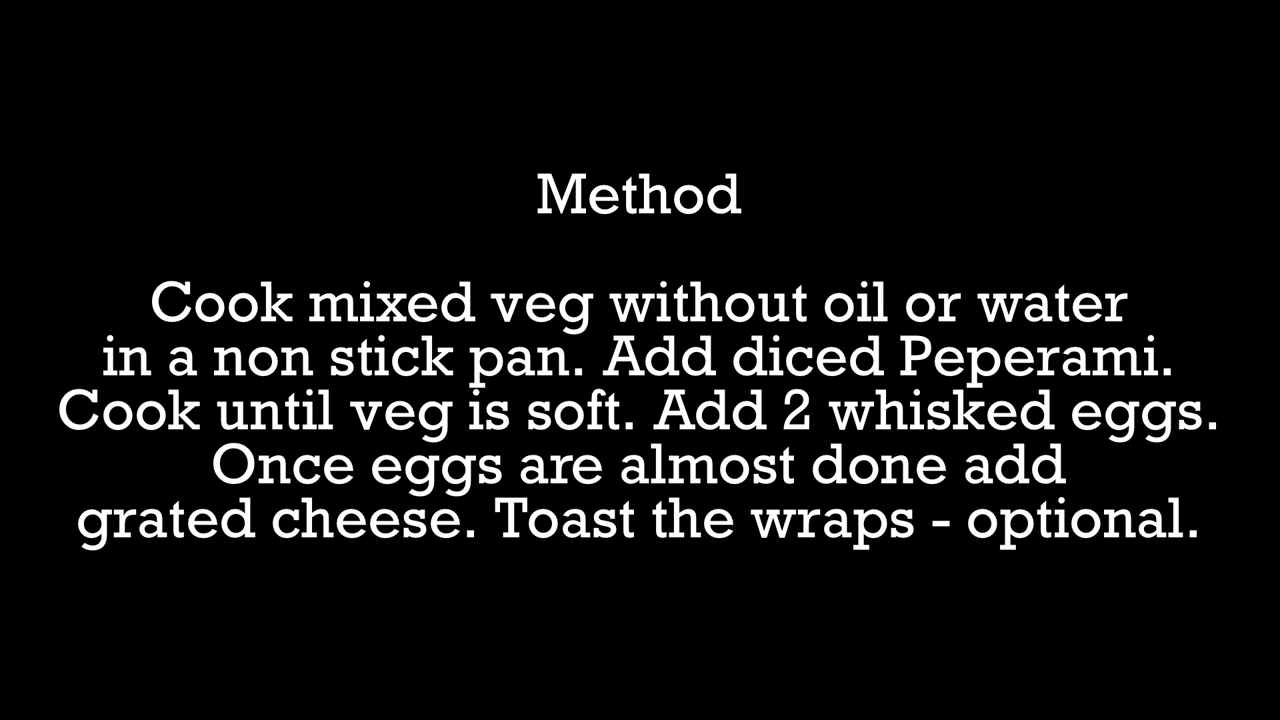 Method
Cook mixed veg without oil or water
in a non stick pan. Add diced Peperami.
Cook until veg is soft. Add 2 whisked eggs.
Once eggs are almost done add
grated cheese. Toast the wraps - optional.